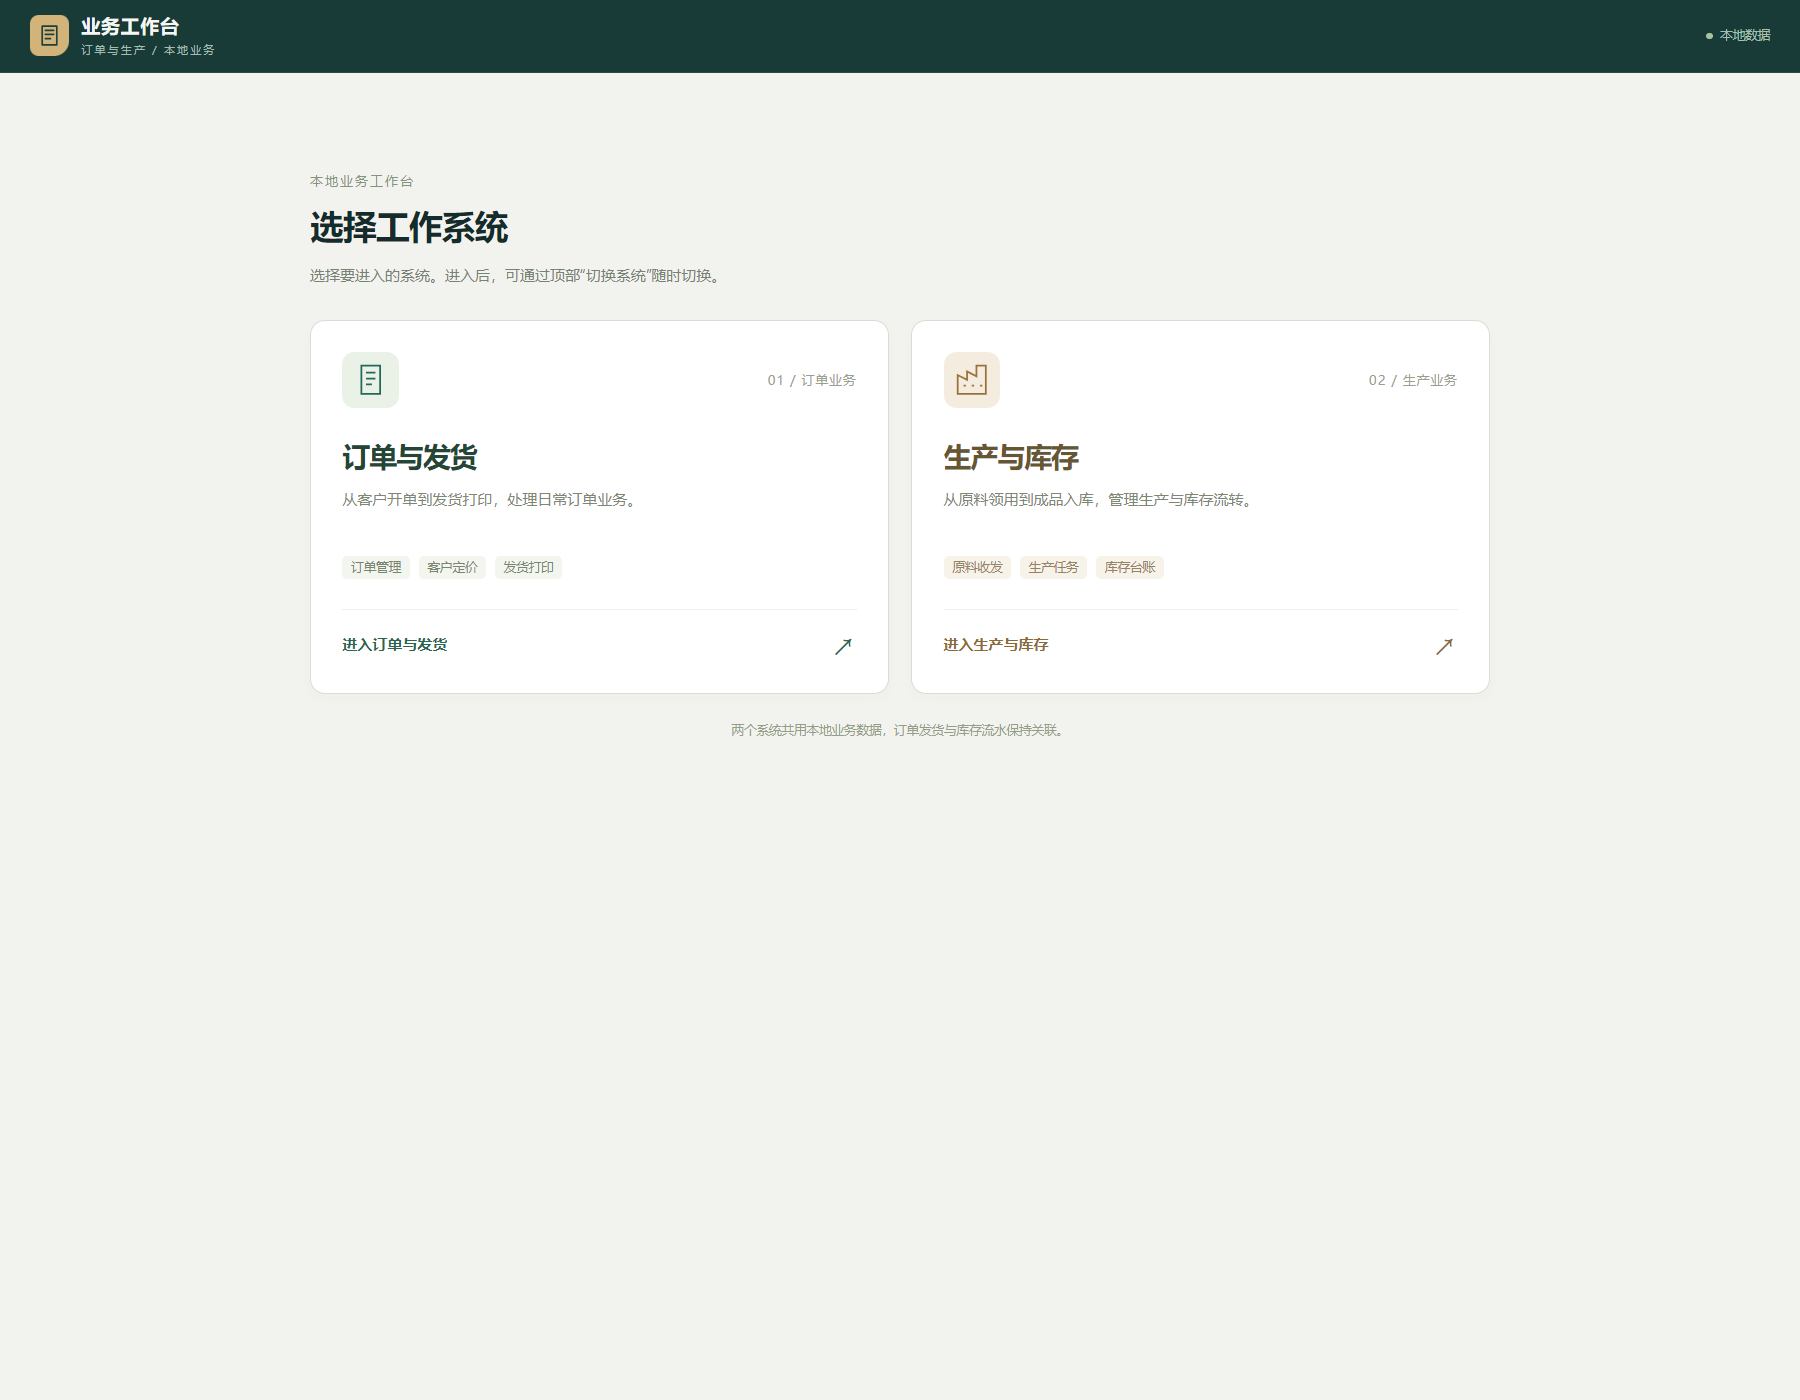 业务工作台
订单与生产 / 本地业务
本地数据
本地业务工作台
选择工作系统
选择要进入的系统。进入后，可通过顶部“切换系统”随时切换。
01 / 订单业务
订单与发货
从客户开单到发货打印，处理日常订单业务。
订单管理 客户定价 发货打印
进入订单与发货
02 / 生产业务
生产与库存
从原料领用到成品入库，管理生产与库存流转。
原料收发 生产任务 库存台账
进入生产与库存
两个系统共用本地业务数据，订单发货与库存流水保持关联。